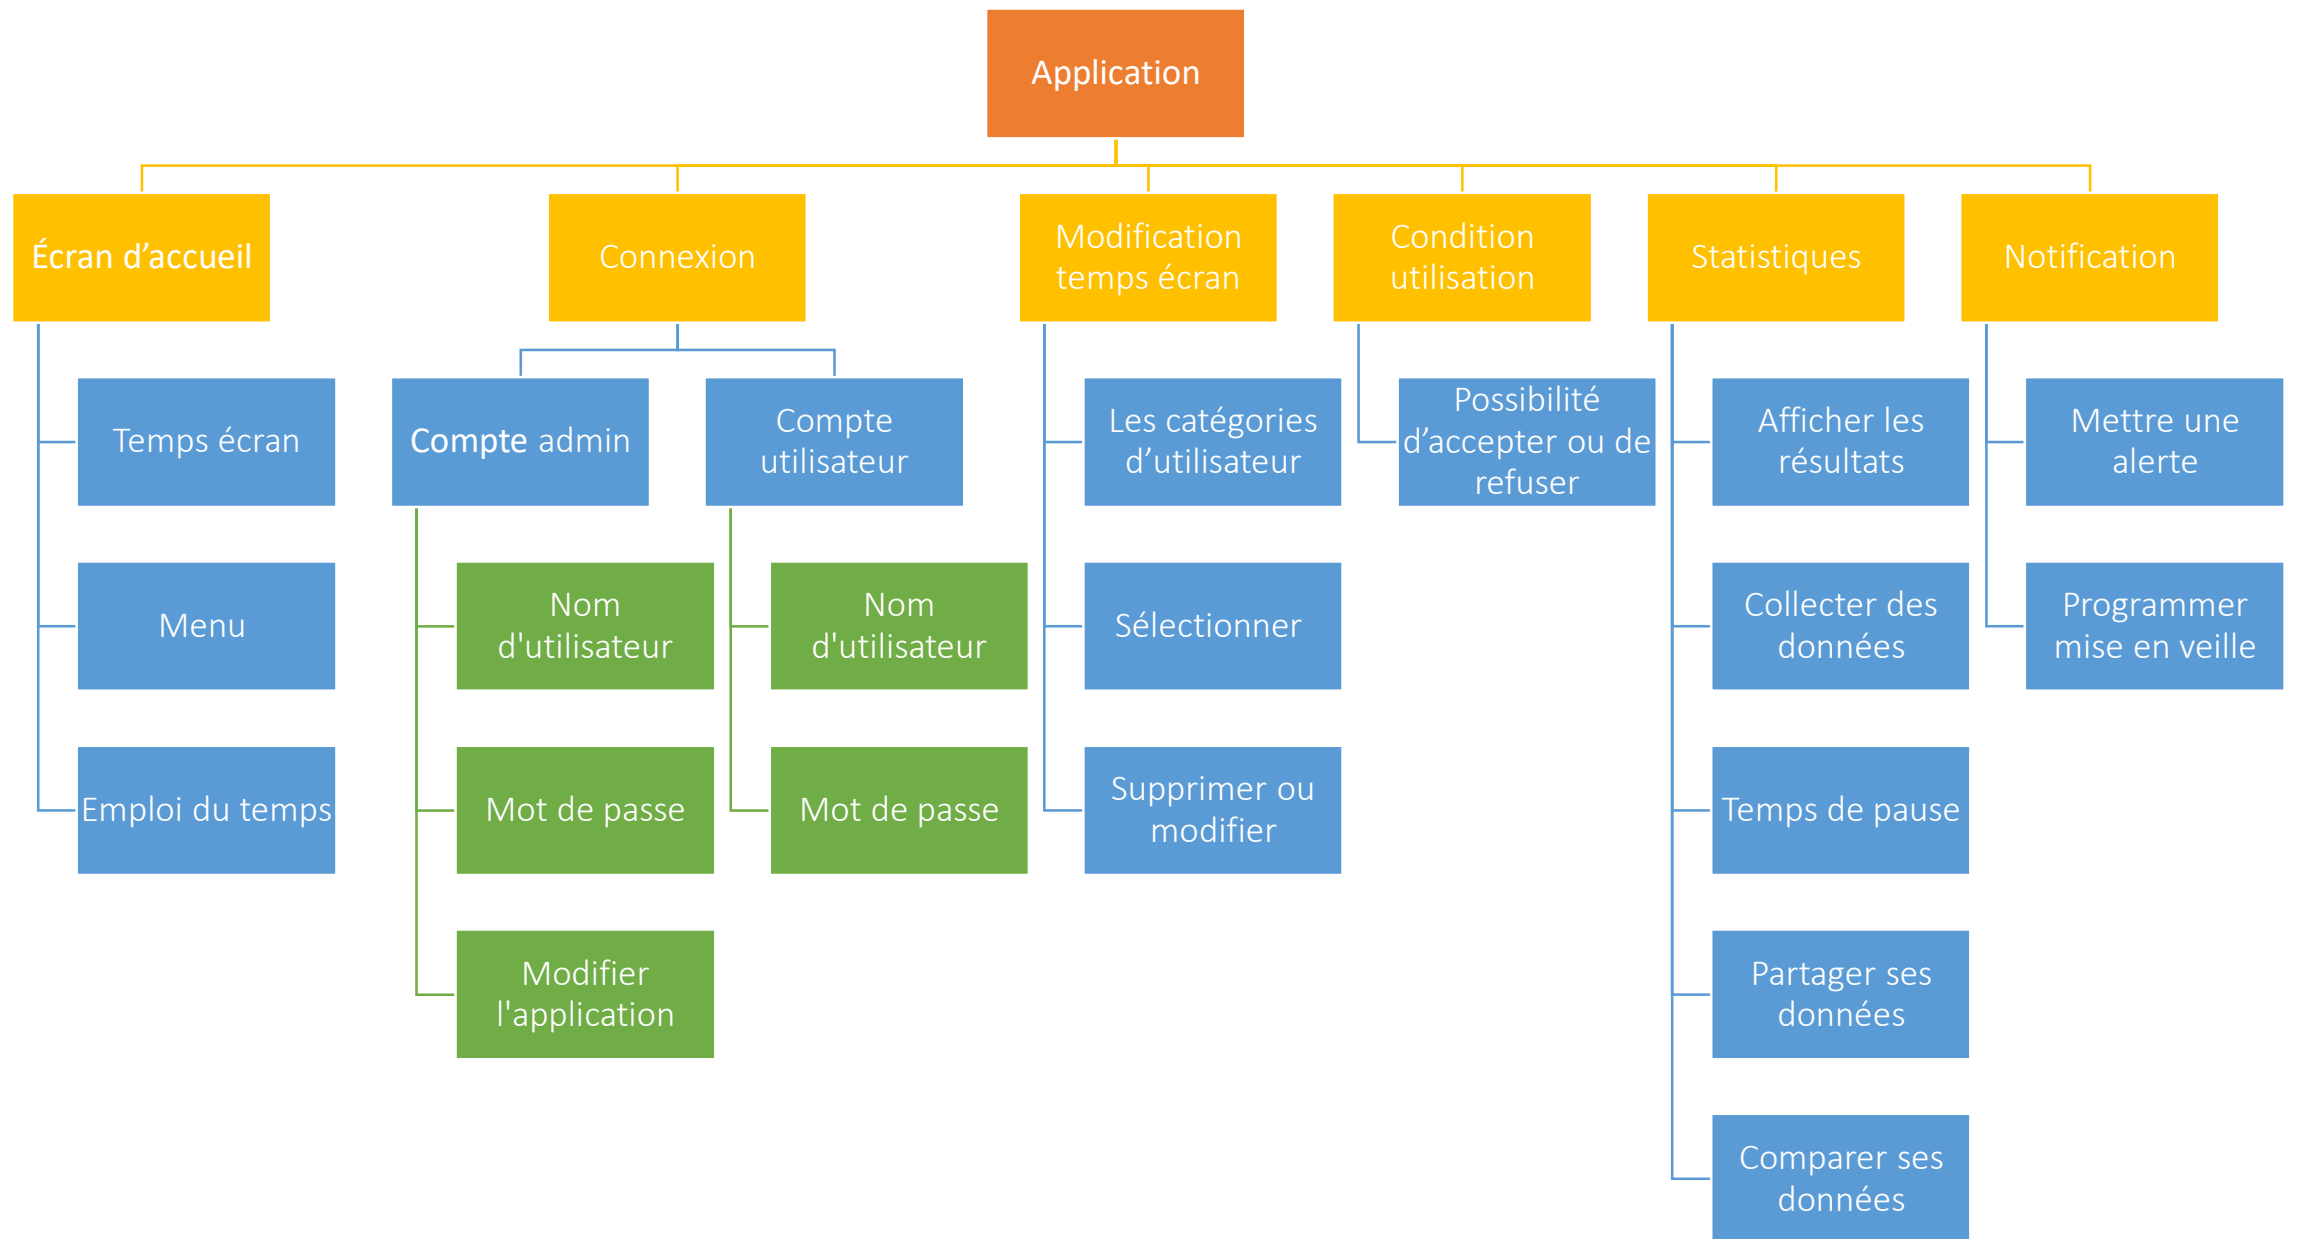 Application
Écran d’accueil
Connexion
Modification
temps écran
Condition
utilisation
Statistiques
Notification
Temps écran
Compte admin
Compte
utilisateur
Les catégories
d’utilisateur
Possibilité
d’accepter ou de
refuser
Afficher les
résultats
Mettre une
alerte
Menu
Nom
d'utilisateur
Nom
d'utilisateur
Sélectionner
Collecter des
données
Programmer
mise en veille
Emploi du temps
Mot de passe
Mot de passe
Supprimer ou
modifier
Temps de pause
Modifier
l'application
Partager ses
données
Comparer ses
données